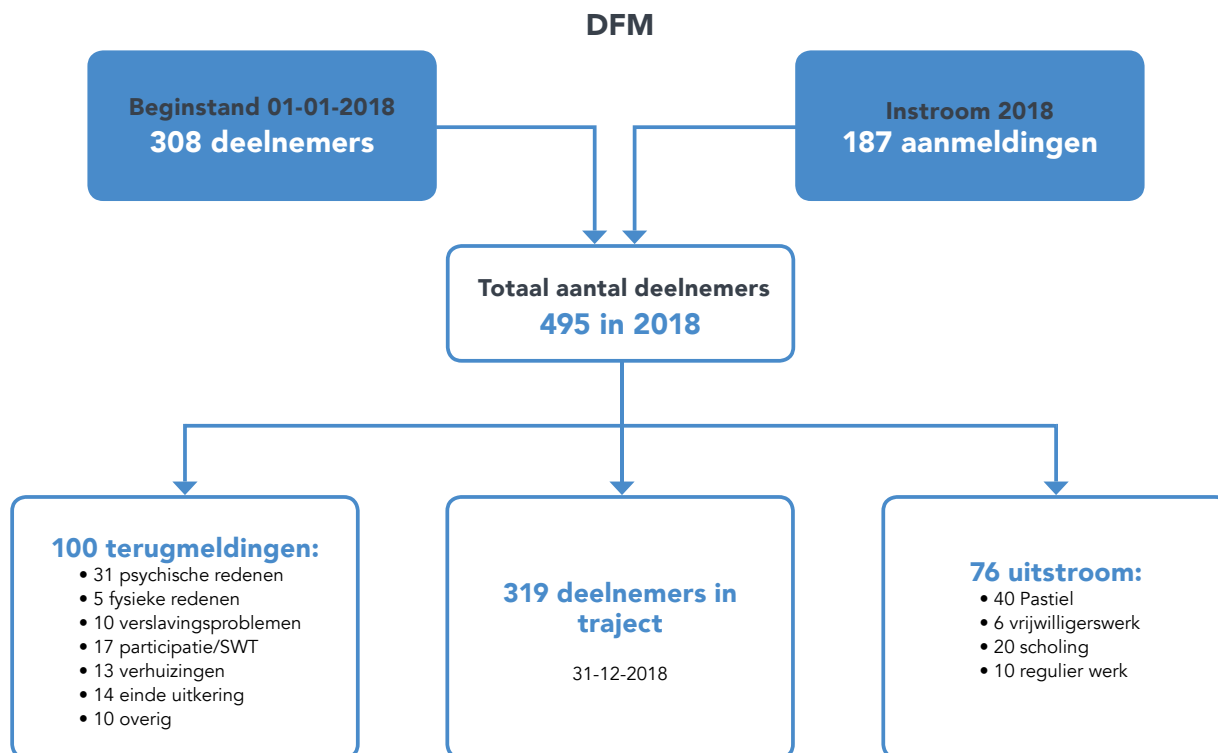 DFM
Beginstand 01-01-2018
308 deelnemers
Instroom 2018
187 aanmeldingen
Totaal aantal deelnemers
495 in 2018
100 terugmeldingen:
• 31 psychische redenen
• 5 fysieke redenen
• 10 verslavingsproblemen
• 17 participatie/SWT
• 13 verhuizingen
• 14 einde uitkering
• 10 overig
319 deelnemers in
traject
31-12-2018
76 uitstroom:
• 40 Pastiel
• 6 vrijwilligerswerk
• 20 scholing
• 10 regulier werk